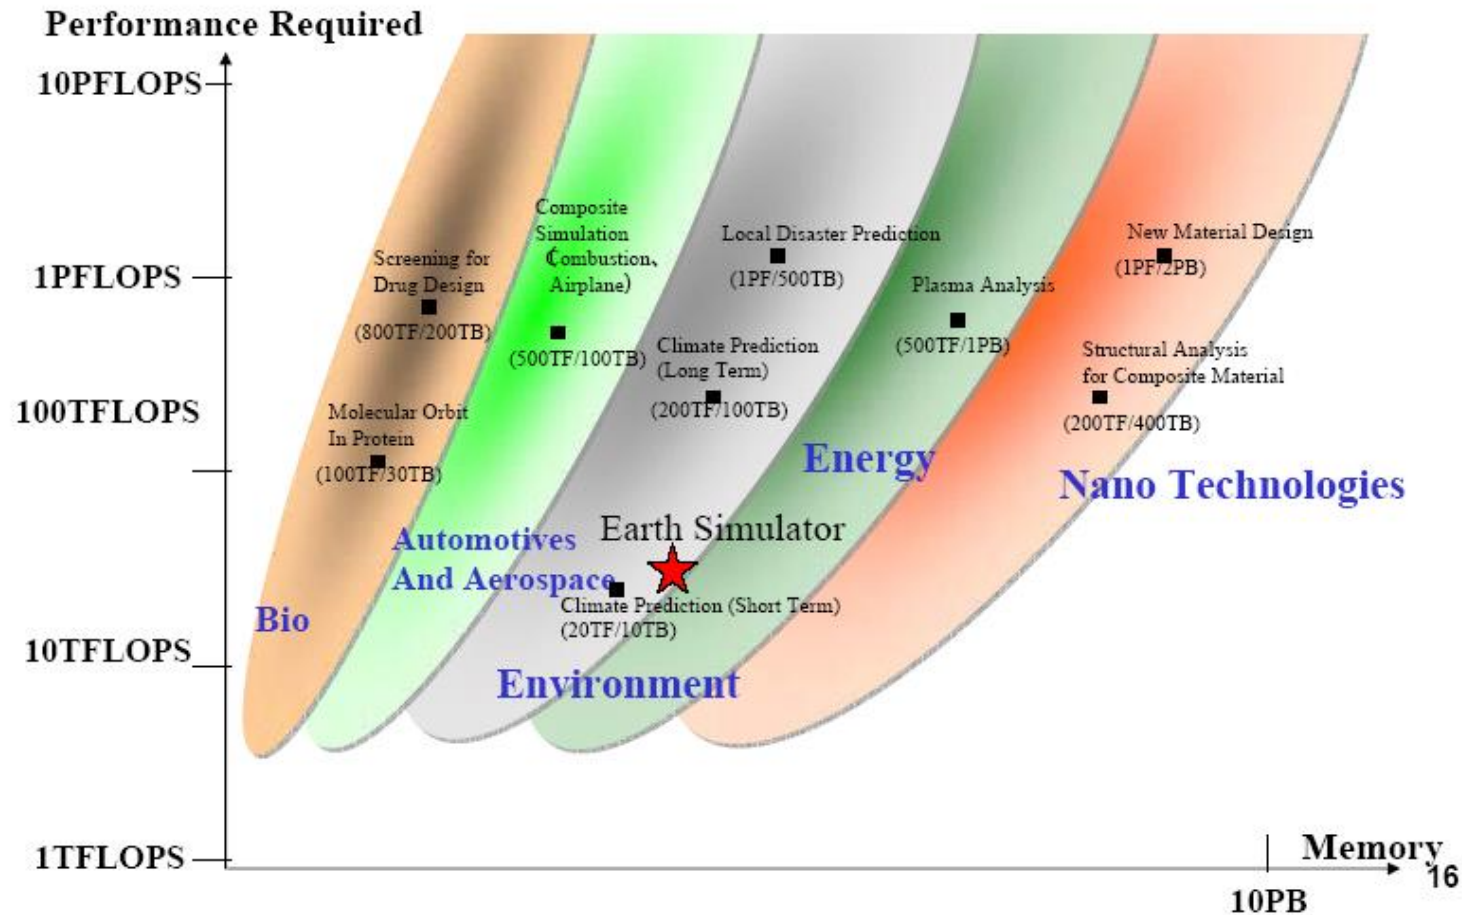 Performance Required
10PFLOPS
1PFLOPS
100TFLOPS
10TFLOPS
1TFLOPS
Screening for
Drug Design
(800TF/200TB)
Molecular Orbit
In Protein
(100TF/30TB)
Bio
Composite
Simulation
(Combustion、
Airplane)
(500TF/100TB)
Automotives
And Aerospace
Local Disaster Prediction
(1PF/500TB)
Climate Prediction
(Long Term)
(200TF/100TB)
Earth Simulator
Climate Prediction (Short Term)
(20TF/10TB)
Environment
Plasma Analysis
(500TF/1PB)
Energy
New Material Design
(1PF/2PB)
Structural Analysis
for Composite Material
(200TF/400TB)
Nano Technologies
Memory
10PB
16